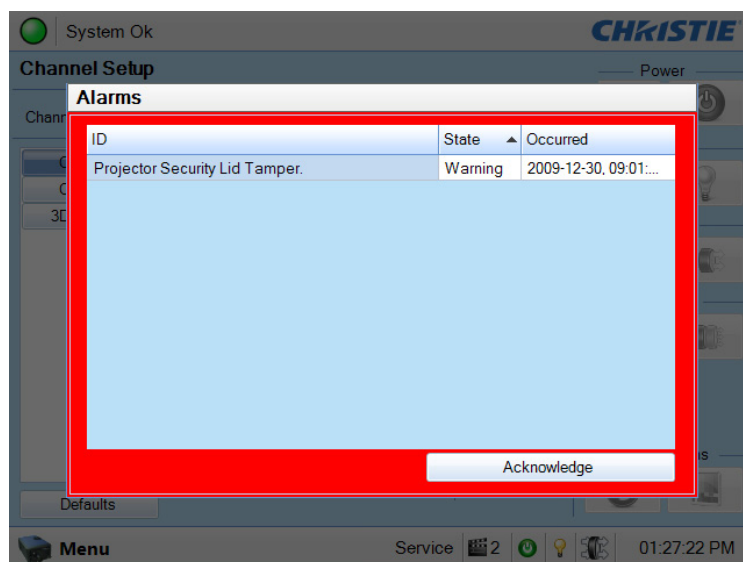 System Ok
CHRISTIE
Channel Setup
Power
Alarms
Chann
ID State Occurred
Projector Security Lid Tamper. Warning 2009-12-30, 09:01:...
3D
Acknowledge
Defaults
Menu Service 2 01:27:22 PM